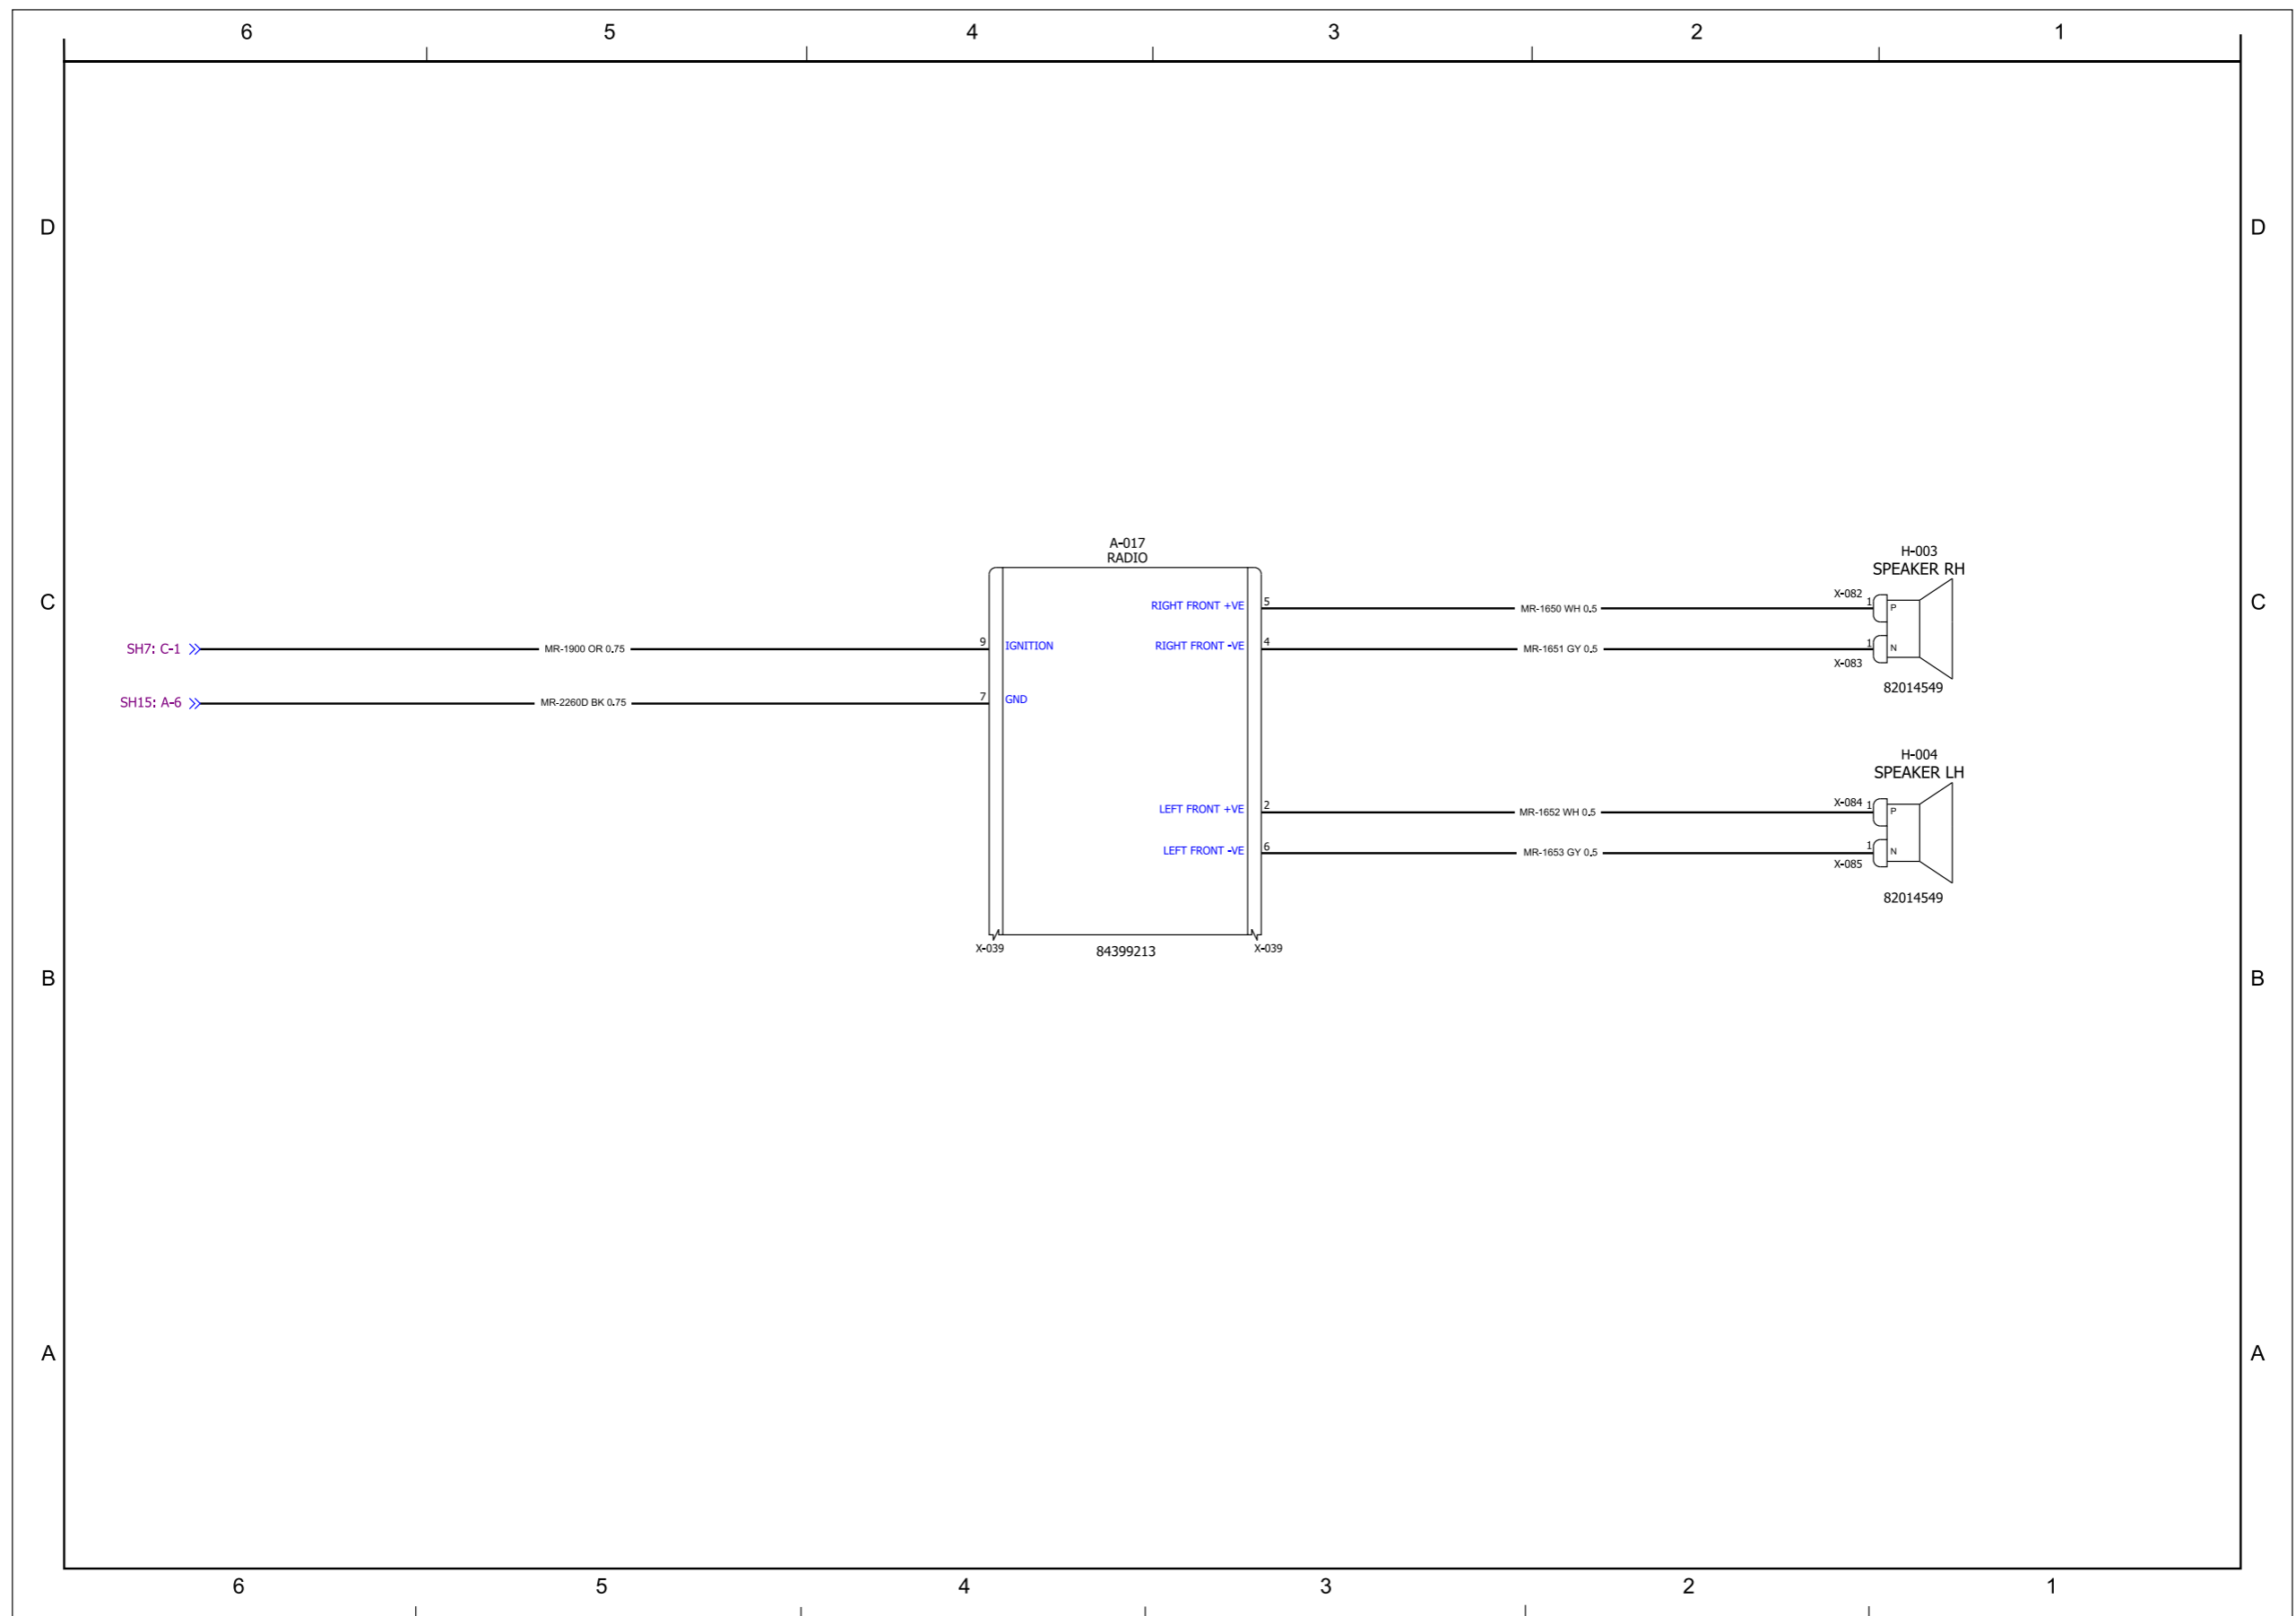 6 5 4 3 2 1
D D
A-017
RADIO
H-003
SPEAKER RH
C C
RIGHT FRONT +VE 5 MR-1650 WH 0.5 X-082 1 P
SH7: C-1 MR-1900 OR 0.75 9 IGNITION RIGHT FRONT -VE 4 MR-1651 GY 0.5 1 N
X-083
82014549
SH15: A-6 MR-2260D BK 0.75 7 GND
H-004
SPEAKER LH
LEFT FRONT +VE 2 MR-1652 WH 0.5 X-084 1 P
LEFT FRONT -VE 6 MR-1653 GY 0.5 1 N
X-085
82014549
X-039 84399213 X-039
B B
A A
6 5 4 3 2 1